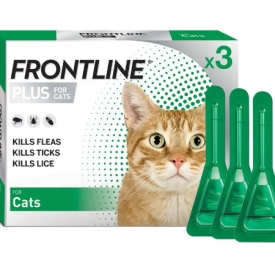 FRONTLINE
x3
PLUS FOR CATS
KILLS FLEAS
KILLS TICKS
KILLS LICE
FOR
Cats